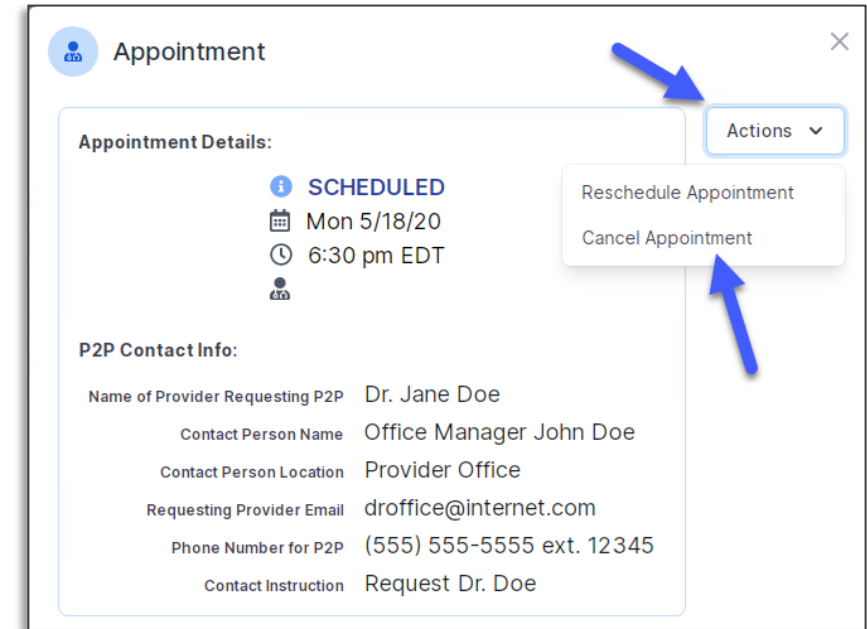 Appointment
Actions
Appointment Details:
SCHEDULED
Mon 5/18/20
6:30 pm EDT
Reschedule Appointment
Cancel Appointment
P2P Contact Info:
Name of Provider Requesting P2P Dr. Jane Doe
Contact Person Name Office Manager John Doe
Contact Person Location Provider Office
Requesting Provider Email droffice@internet.com
Phone Number for P2P (555) 555-5555 ext. 12345
Contact Instruction Request Dr. Doe